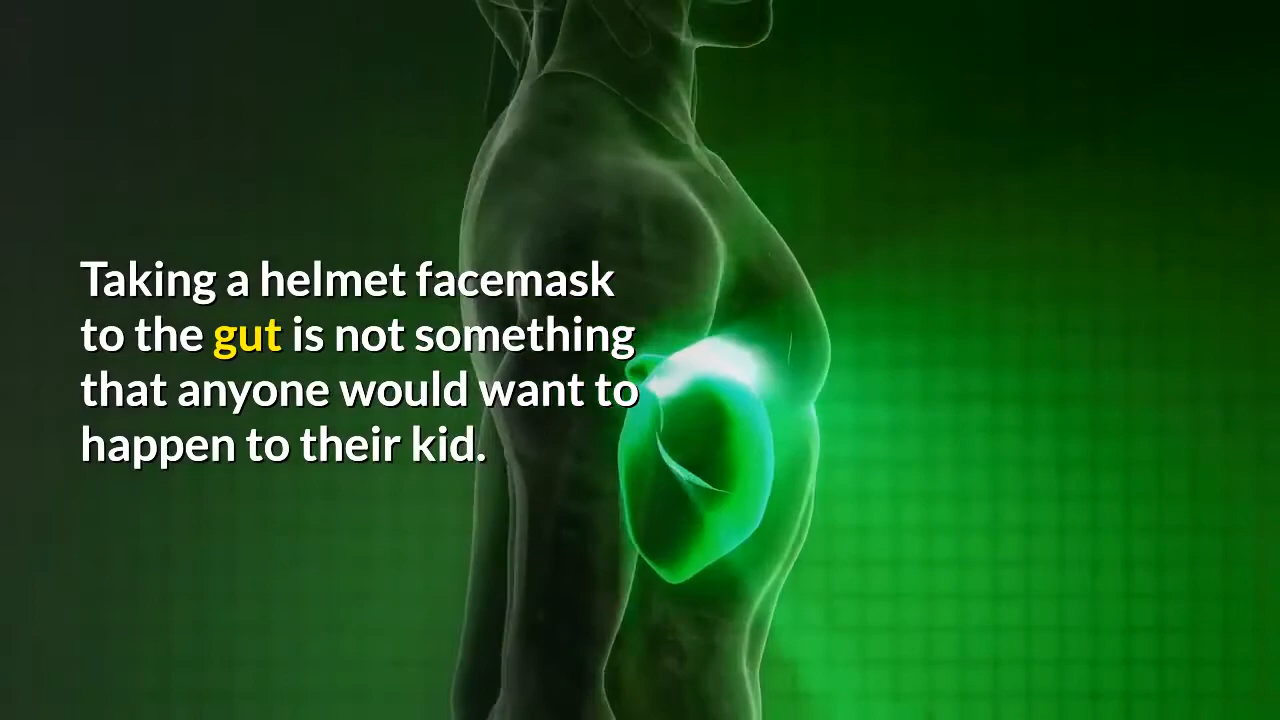 Taking a helmet facemask
to the gut is not something
that anyone would want to
happen to their kid.